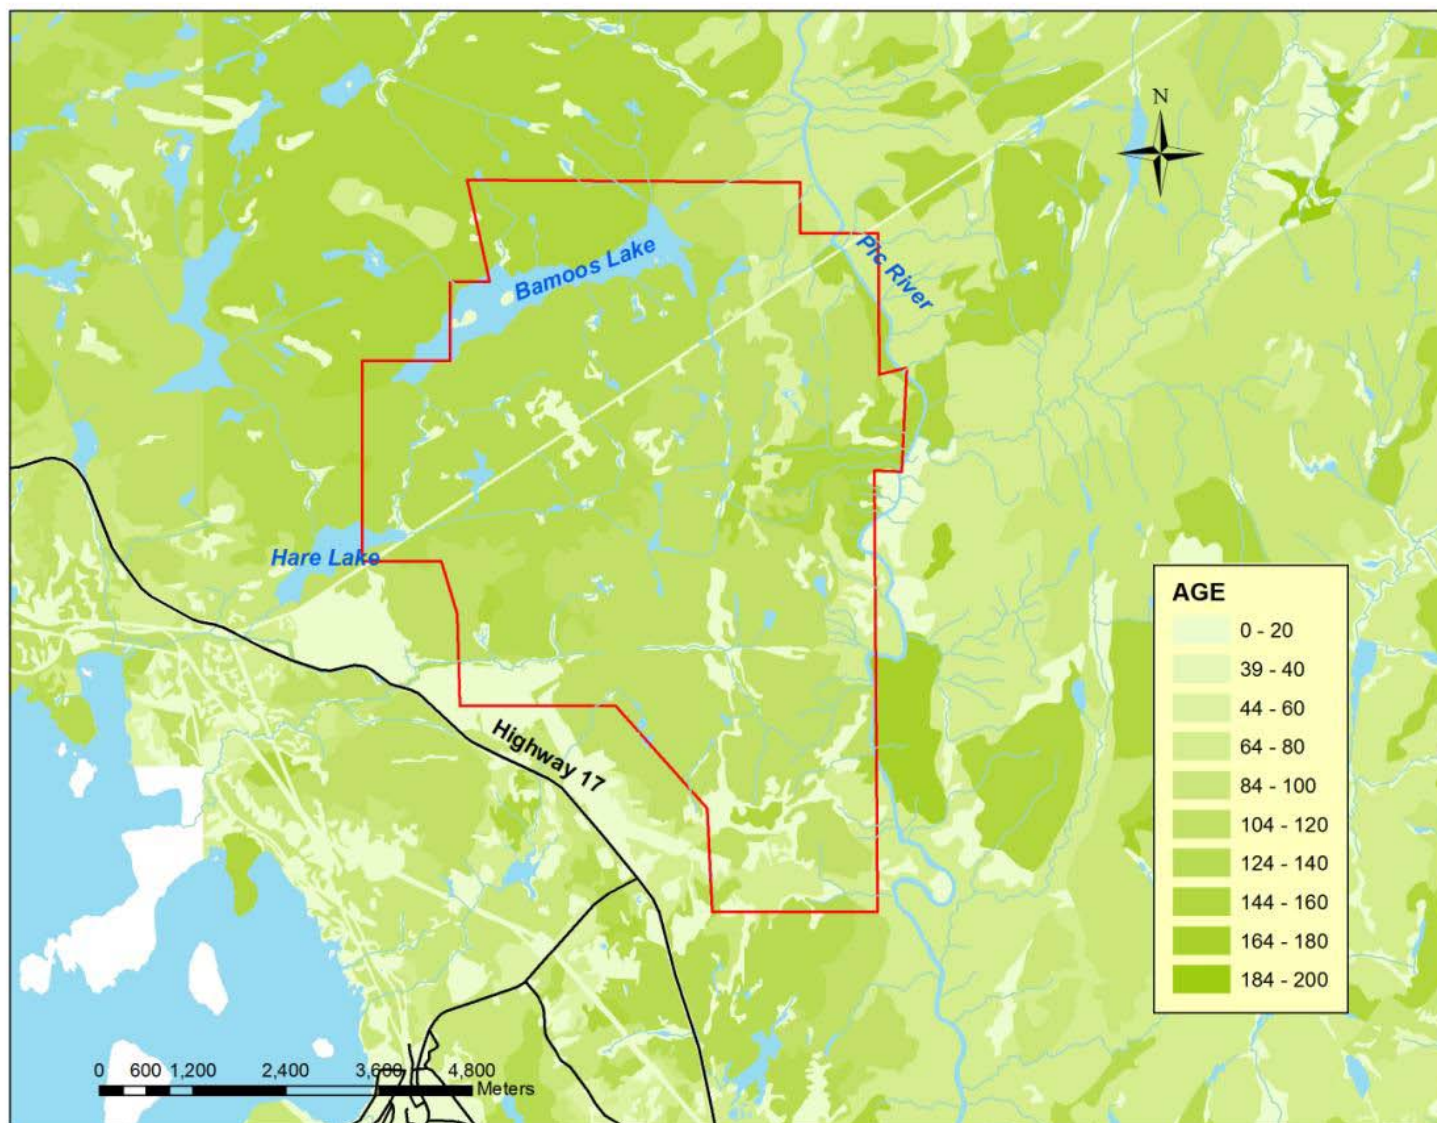 N
Bamoos Lake
Pic River
Hare Lake
Highway 17
AGE
0 - 20
39 - 40
44 - 60
64 - 80
84 - 100
104 - 120
124 - 140
144 - 160
164 - 180
184 - 200
0 600 1,200 2,400 3,600 4,800
Meters